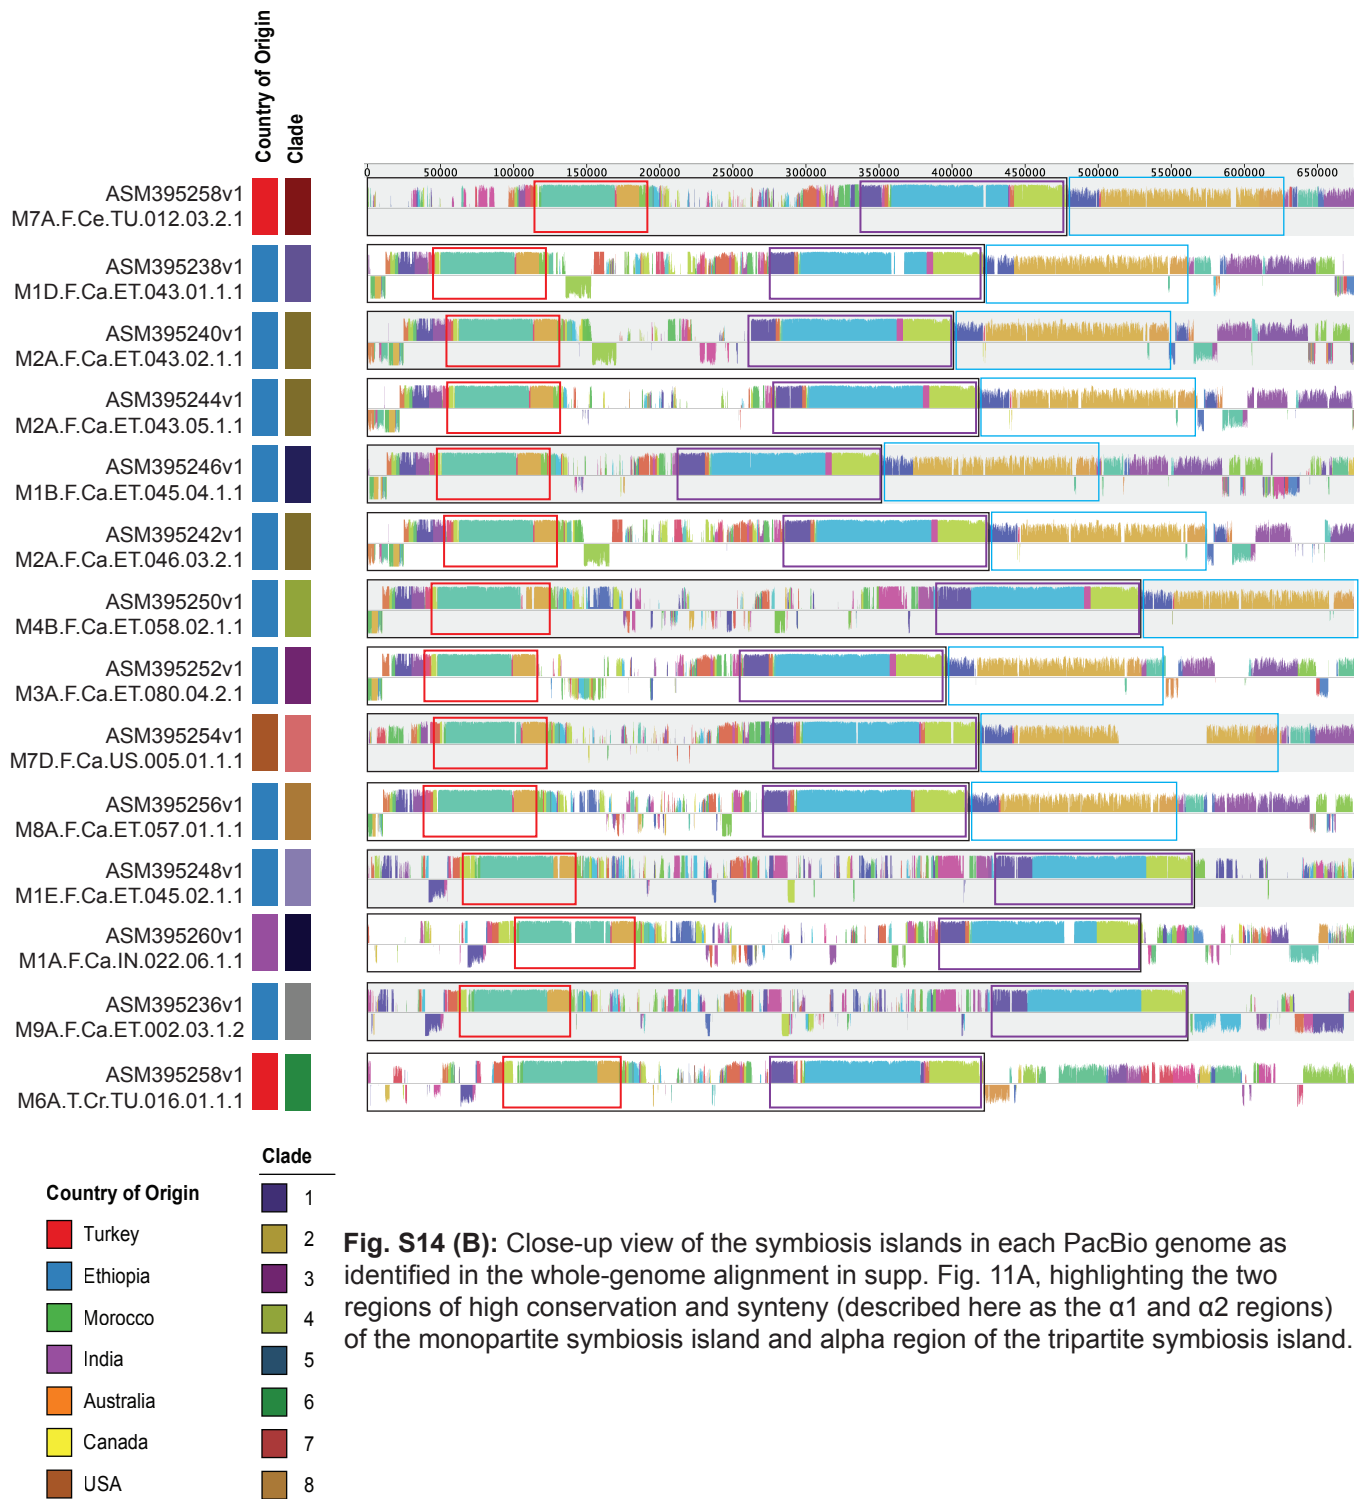 Country of Origin
Clade
0
50000
100000
150000
200000
250000
300000
350000
400000
450000
500000
550000
600000
650000
ASM395258v1
M7A.F.Ce.TU.012.03.2.1
ASM395238v1
M1D.F.Ca.ET.043.01.1.1
ASM395240v1
M2A.F.Ca.ET.043.02.1.1
ASM395244v1
M2A.F.Ca.ET.043.05.1.1
ASM395246v1
M1B.F.Ca.ET.045.04.1.1
ASM395242v1
M2A.F.Ca.ET.046.03.2.1
ASM395250v1
M4B.F.Ca.ET.058.02.1.1
ASM395252v1
M3A.F.Ca.ET.080.04.2.1
ASM395254v1
M7D.F.Ca.US.005.01.1.1
ASM395256v1
M8A.F.Ca.ET.057.01.1.1
ASM395248v1
M1E.F.Ca.ET.045.02.1.1
ASM395260v1
M1A.F.Ca.IN.022.06.1.1
ASM395236v1
M9A.F.Ca.ET.002.03.1.2
ASM395258v1
M6A.T.Cr.TU.016.01.1.1
Country of Origin
Turkey
Ethiopia
Morocco
India
Australia
Canada
USA
Clade
1
2
3
4
5
6
7
8
Fig. S14 (B): Close-up view of the symbiosis islands in each PacBio genome as
identified in the whole-genome alignment in supp. Fig. 11A, highlighting the two
regions of high conservation and synteny (described here as the α1 and α2 regions)
of the monopartite symbiosis island and alpha region of the tripartite symbiosis island.